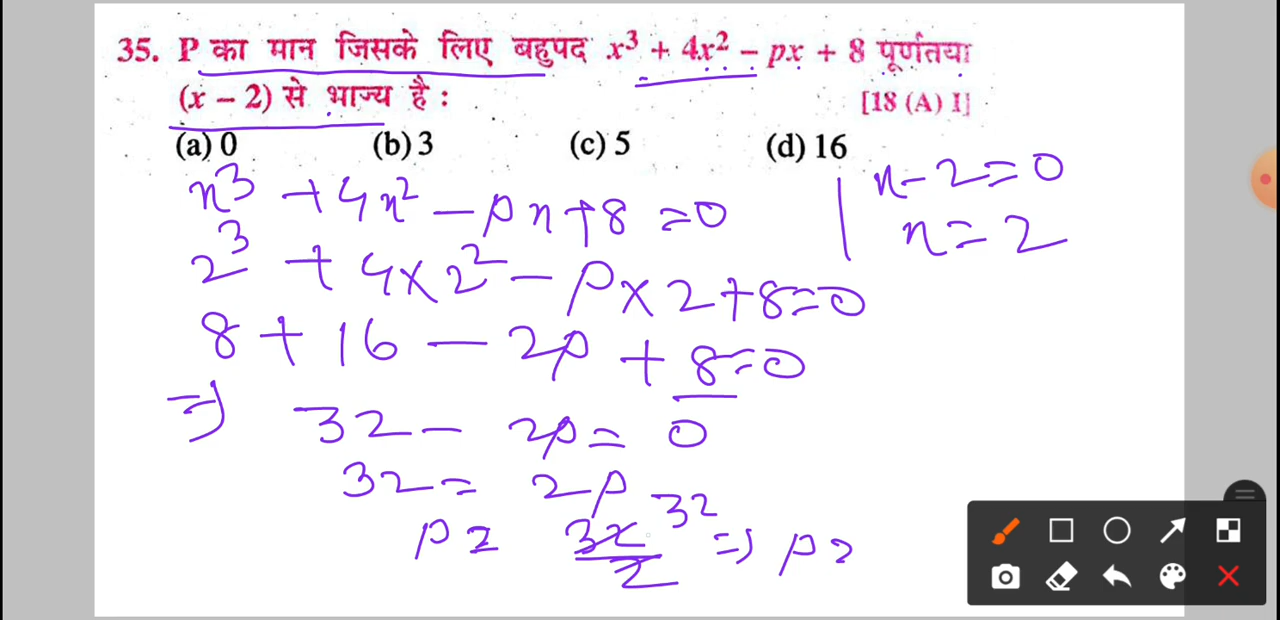 35. P का मान जिसके लिए बहुपद x³ + 4x² − px + 8 पूर्णतया
(x − 2) से भाज्य है :
[18 (A) I]
(a) 0 (b) 3 (c) 5 (d) 16
x³ + 4x² − px + 8 = 0
x − 2 = 0
x = 2
2³ + 4×2² − p×2+8=0
8 + 16 − 2p + 8=0
⇒ 32 − 2p = 0
32 = 2p
p = 32/2 ⇒ p =